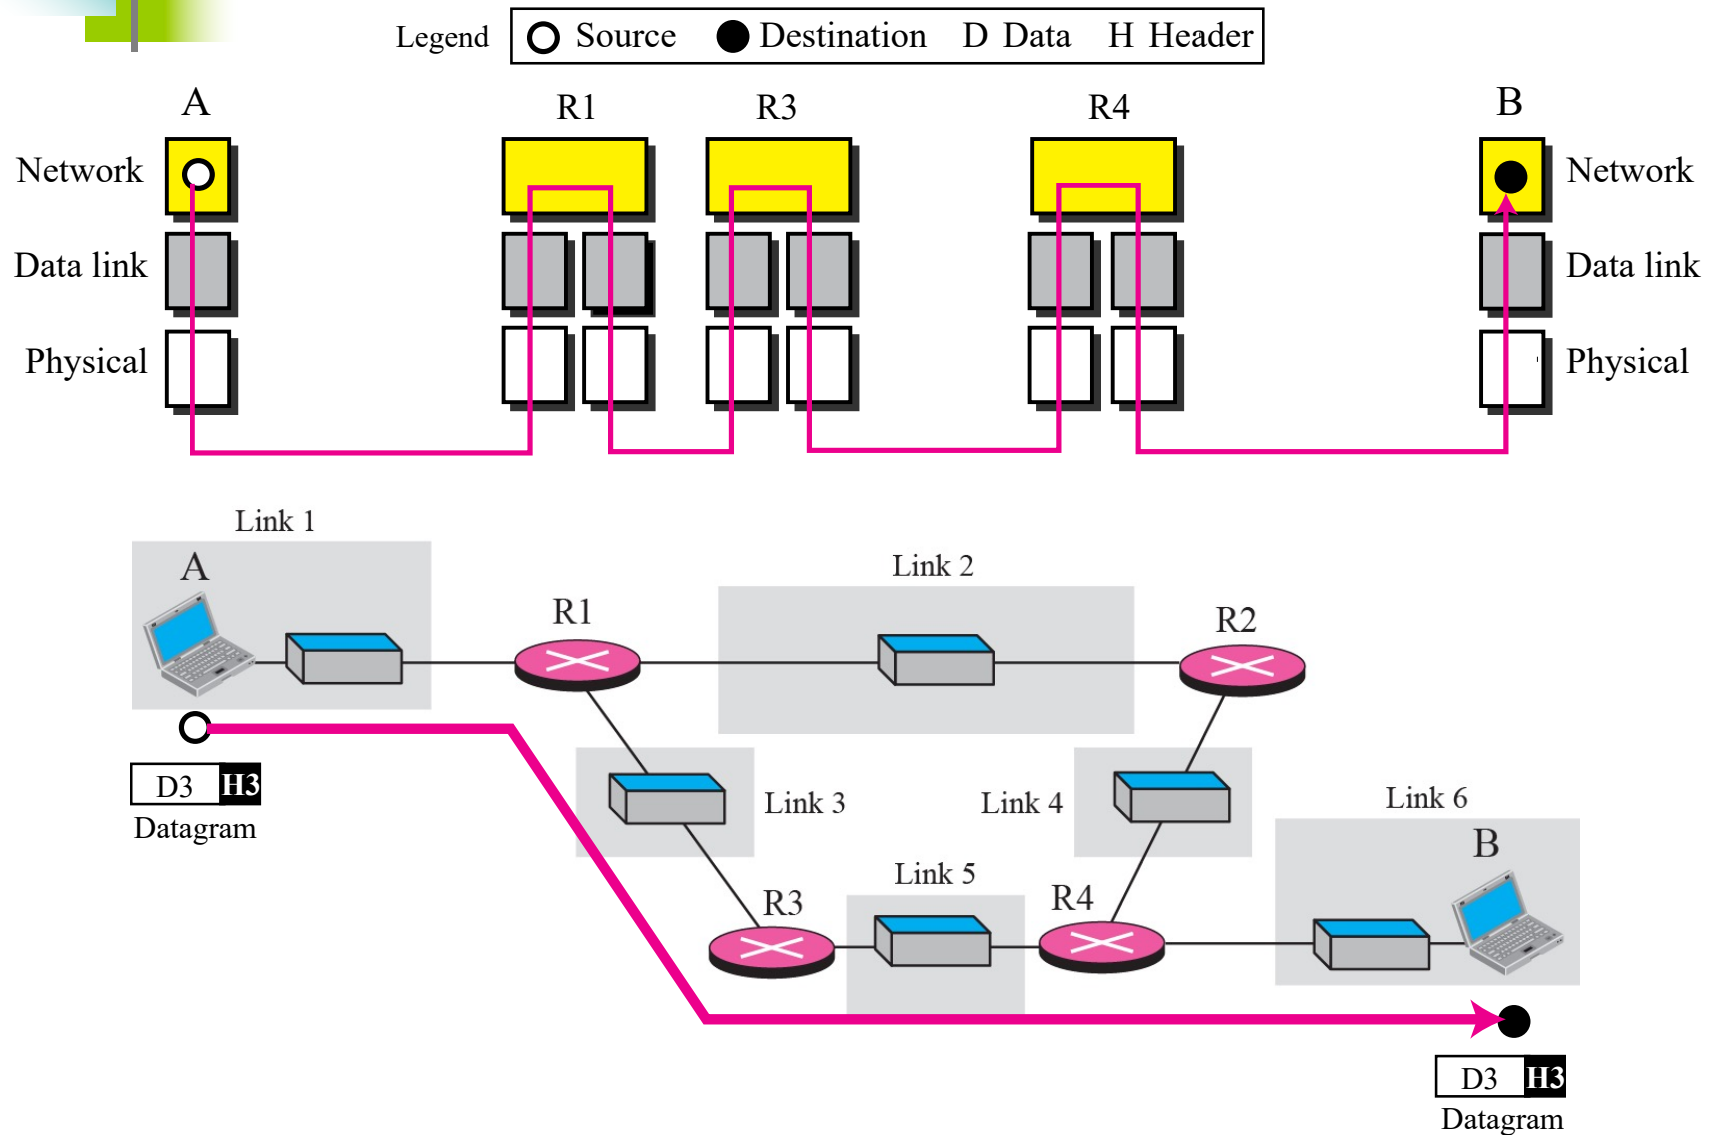 Legend Source Destination D Data H Header
A R1 R3 R4 B
Network Network
Data link Data link
Physical Physical
Link 1
A
Link 2
R1 R2
Link 3 Link 4
D3 H3
Datagram
Link 6
B
Link 5
R3 R4
D3 H3
Datagram